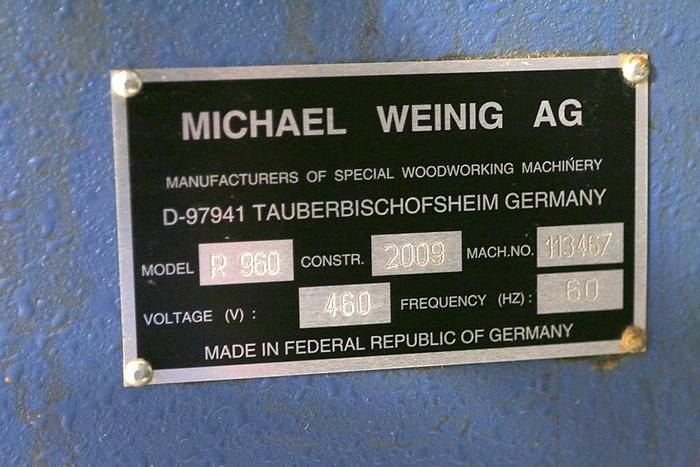 MICHAEL WEINIG AG
MANUFACTURERS OF SPECIAL WOODWORKING MACHINERY
D-97941 TAUBERBISCHOFSHEIM GERMANY
MODEL R 960 CONSTR. 2009 MACH.NO. 113467
VOLTAGE (V) : 460 FREQUENCY (HZ) : 60
MADE IN FEDERAL REPUBLIC OF GERMANY